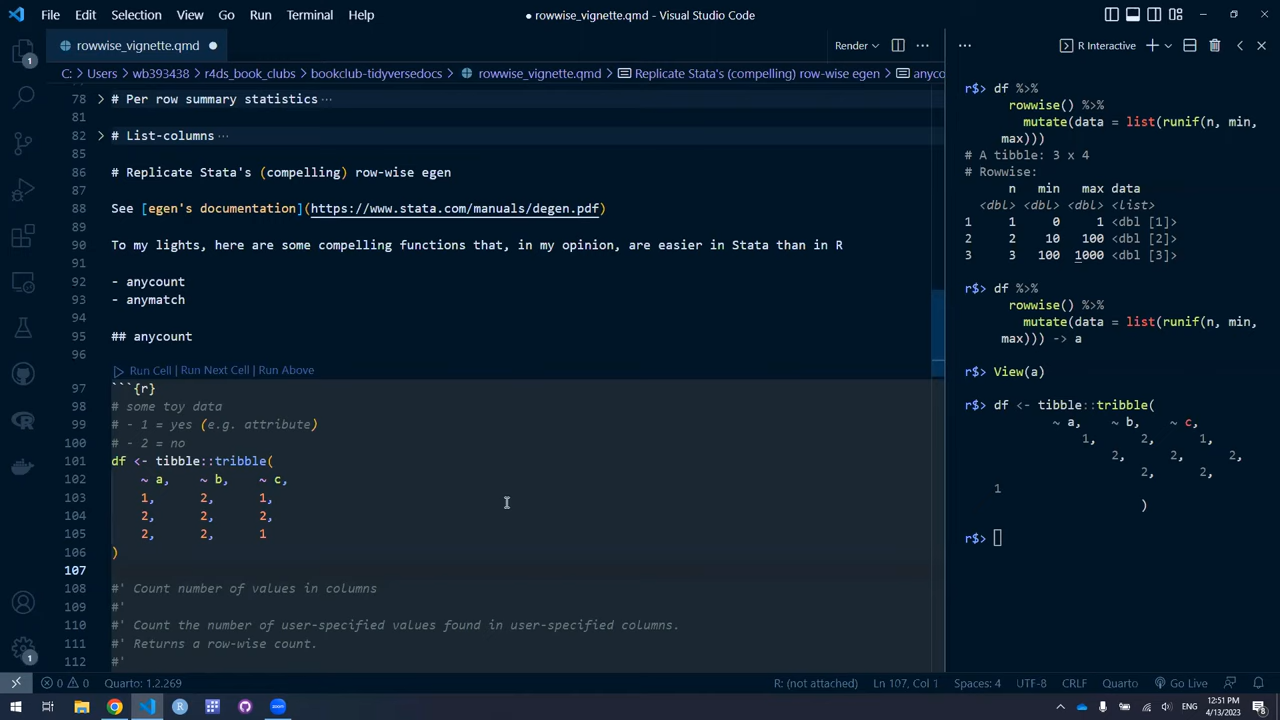 File Edit Selection View Go Run Terminal Help
● rowwise_vignette.qmd - Visual Studio Code
rowwise_vignette.qmd ●
Render
R Interactive
C: > Users > wb393438 > r4ds_book_clubs > bookclub-tidyversedocs > rowwise_vignette.qmd > Replicate Stata's (compelling) row-wise egen > anyco
78 # Per row summary statistics ···
81
82 # List-columns ···
85
86 # Replicate Stata's (compelling) row-wise egen
87
88 See [egen's documentation](https://www.stata.com/manuals/degen.pdf)
89
90 To my lights, here are some compelling functions that, in my opinion, are easier in Stata than in R
91
92 - anycount
93 - anymatch
94
95 ## anycount
96
Run Cell | Run Next Cell | Run Above
97 ```{r}
98 # some toy data
99 # - 1 = yes (e.g. attribute)
100 # - 2 = no
101 df <- tibble::tribble(
102 ~ a, ~ b, ~ c,
103 1, 2, 1,
104 2, 2, 2,
105 2, 2, 1
106 )
107
108 #' Count number of values in columns
109 #'
110 #' Count the number of user-specified values found in user-specified columns.
111 #' Returns a row-wise count.
112 #'
r$> df %>%
rowwise() %>%
mutate(data = list(runif(n, min,
max)))
# A tibble: 3 x 4
# Rowwise:
n min max data
<dbl> <dbl> <dbl> <list>
1 1 0 1 <dbl [1]>
2 2 10 100 <dbl [2]>
3 3 100 1000 <dbl [3]>
r$> df %>%
rowwise() %>%
mutate(data = list(runif(n, min,
max))) -> a
r$> View(a)
r$> df <- tibble::tribble(
~ a, ~ b, ~ c,
1, 2, 1,
2, 2, 2,
2, 2,
1
)
r$>
1
1
0 0 Quarto: 1.2.269
R: (not attached) Ln 107, Col 1 Spaces: 4 UTF-8 CRLF Quarto Go Live
ENG
12:51 PM
4/13/2023
8